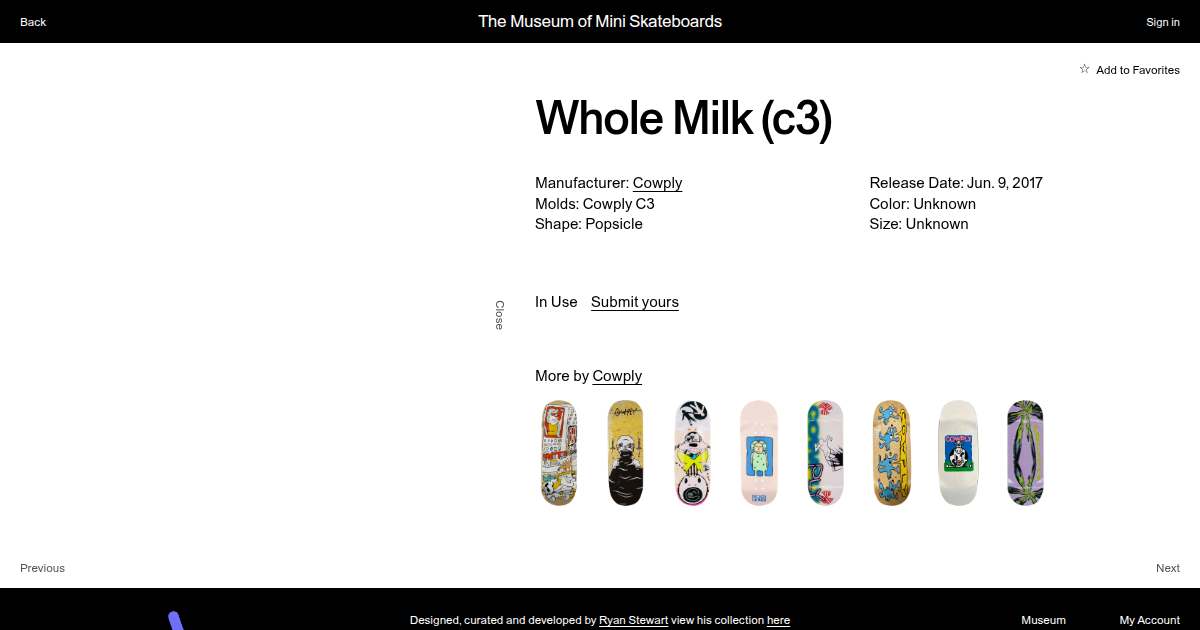 Back
The Museum of Mini Skateboards
Sign in
☆ Add to Favorites
Whole Milk (c3)
Manufacturer: Cowply
Molds: Cowply C3
Shape: Popsicle
Release Date: Jun. 9, 2017
Color: Unknown
Size: Unknown
Close
In Use Submit yours
More by Cowply
COWPLY
Previous
Next
Designed, curated and developed by Ryan Stewart view his collection here
Museum
My Account